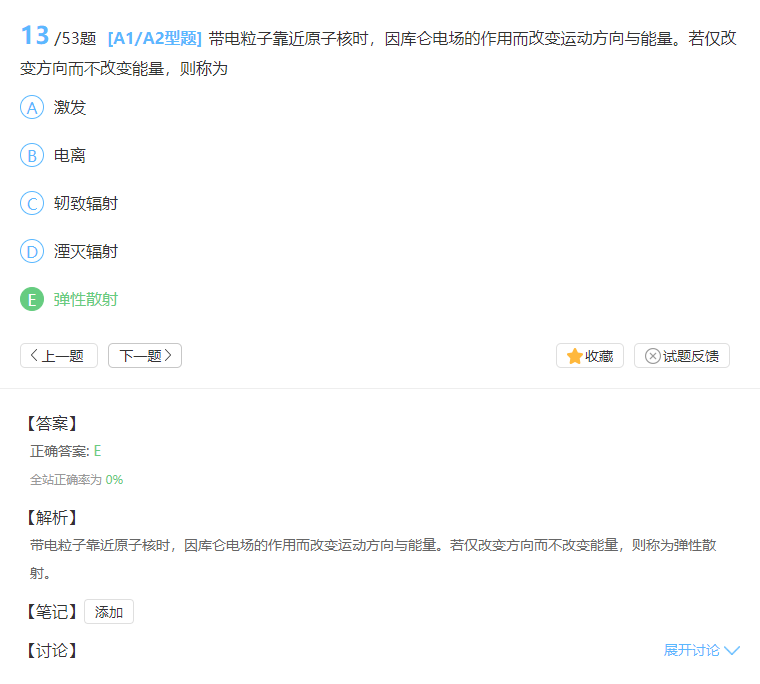 13 /53题 [A1/A2型题] 带电粒子靠近原子核时，因库仑电场的作用而改变运动方向与能量。若仅改
变方向而不改变能量，则称为
A 激发
B 电离
C 轫致辐射
D 湮灭辐射
E 弹性散射
上一题 下一题 收藏 试题反馈
【答案】
正确答案: E
全站正确率为 0%
【解析】
带电粒子靠近原子核时，因库仑电场的作用而改变运动方向与能量。若仅改变方向而不改变能量，则称为弹性散
射。
【笔记】 添加
【讨论】 展开讨论